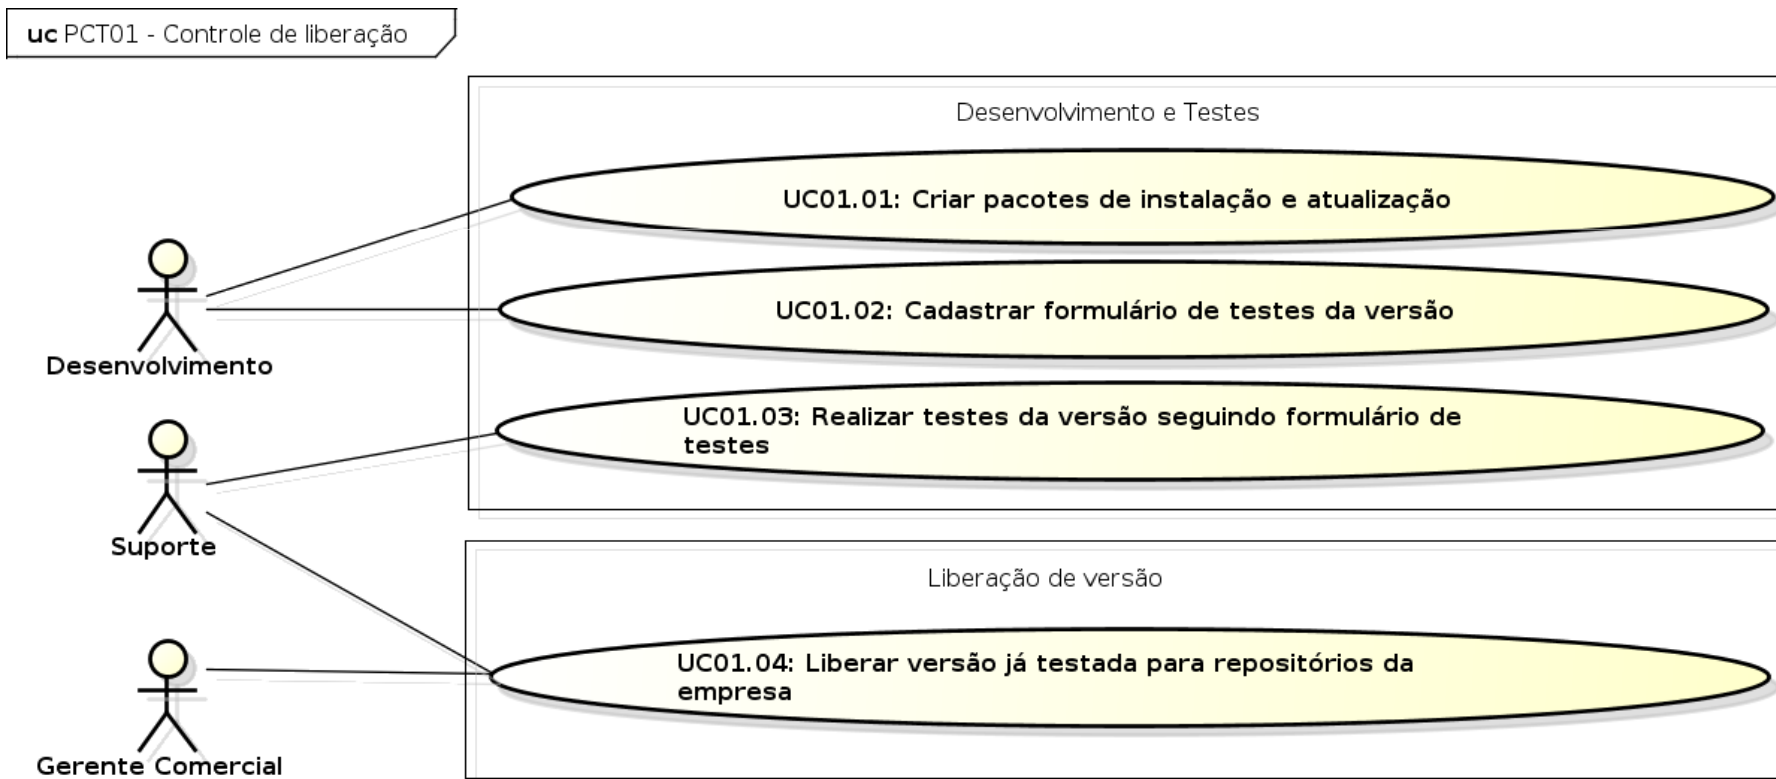 uc PCT01 - Controle de liberação
Desenvolvimento e Testes
UC01.01: Criar pacotes de instalação e atualização
UC01.02: Cadastrar formulário de testes da versão
Desenvolvimento
UC01.03: Realizar testes da versão seguindo formulário de
testes
Suporte
Liberação de versão
UC01.04: Liberar versão já testada para repositórios da
empresa
Gerente Comercial